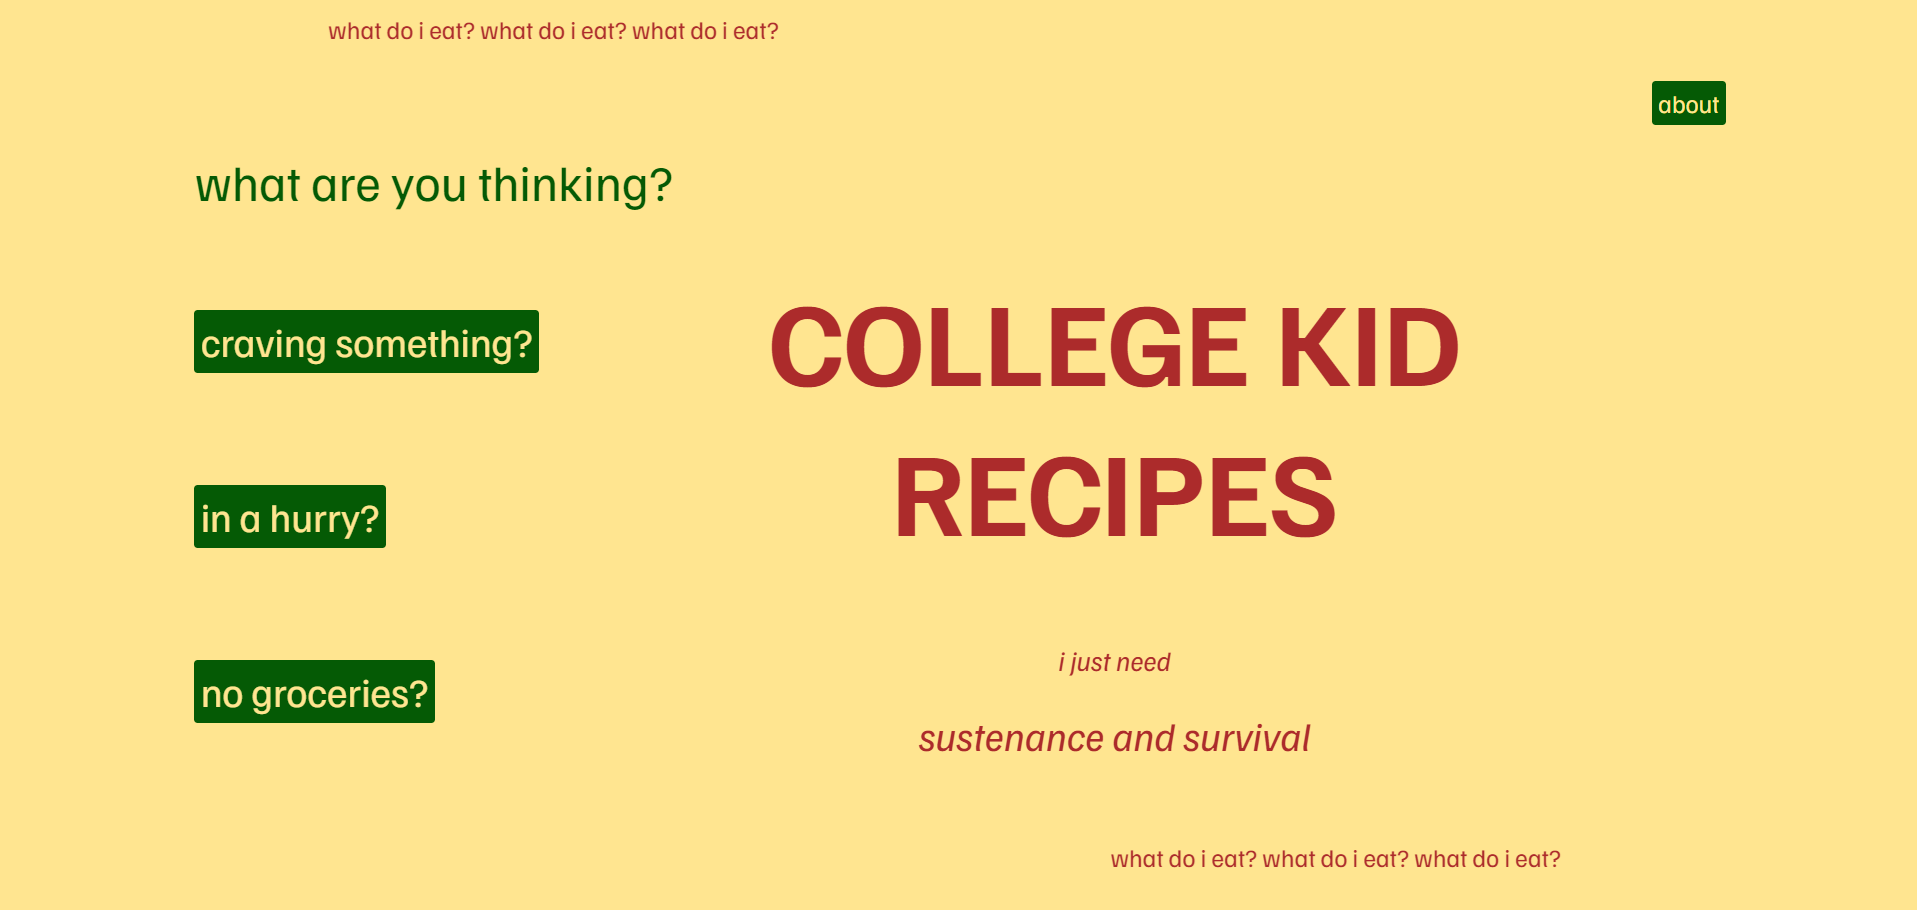 what do i eat? what do i eat? what do i eat?
about
what are you thinking?
craving something?
in a hurry?
no groceries?
COLLEGE KID
RECIPES
i just need
sustenance and survival
what do i eat? what do i eat? what do i eat?